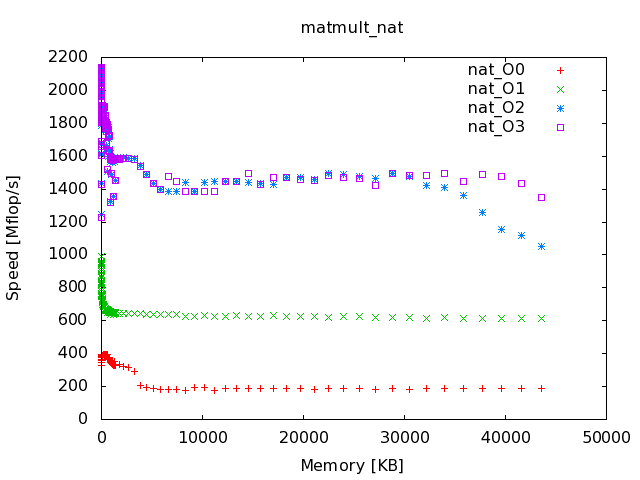 matmult_nat
2200
2000
1800
1600
1400
1200
1000
800
600
400
200
0
Speed [Mflop/s]
nat_O0
nat_O1
nat_O2
nat_O3
0 10000 20000 30000 40000 50000
Memory [KB]